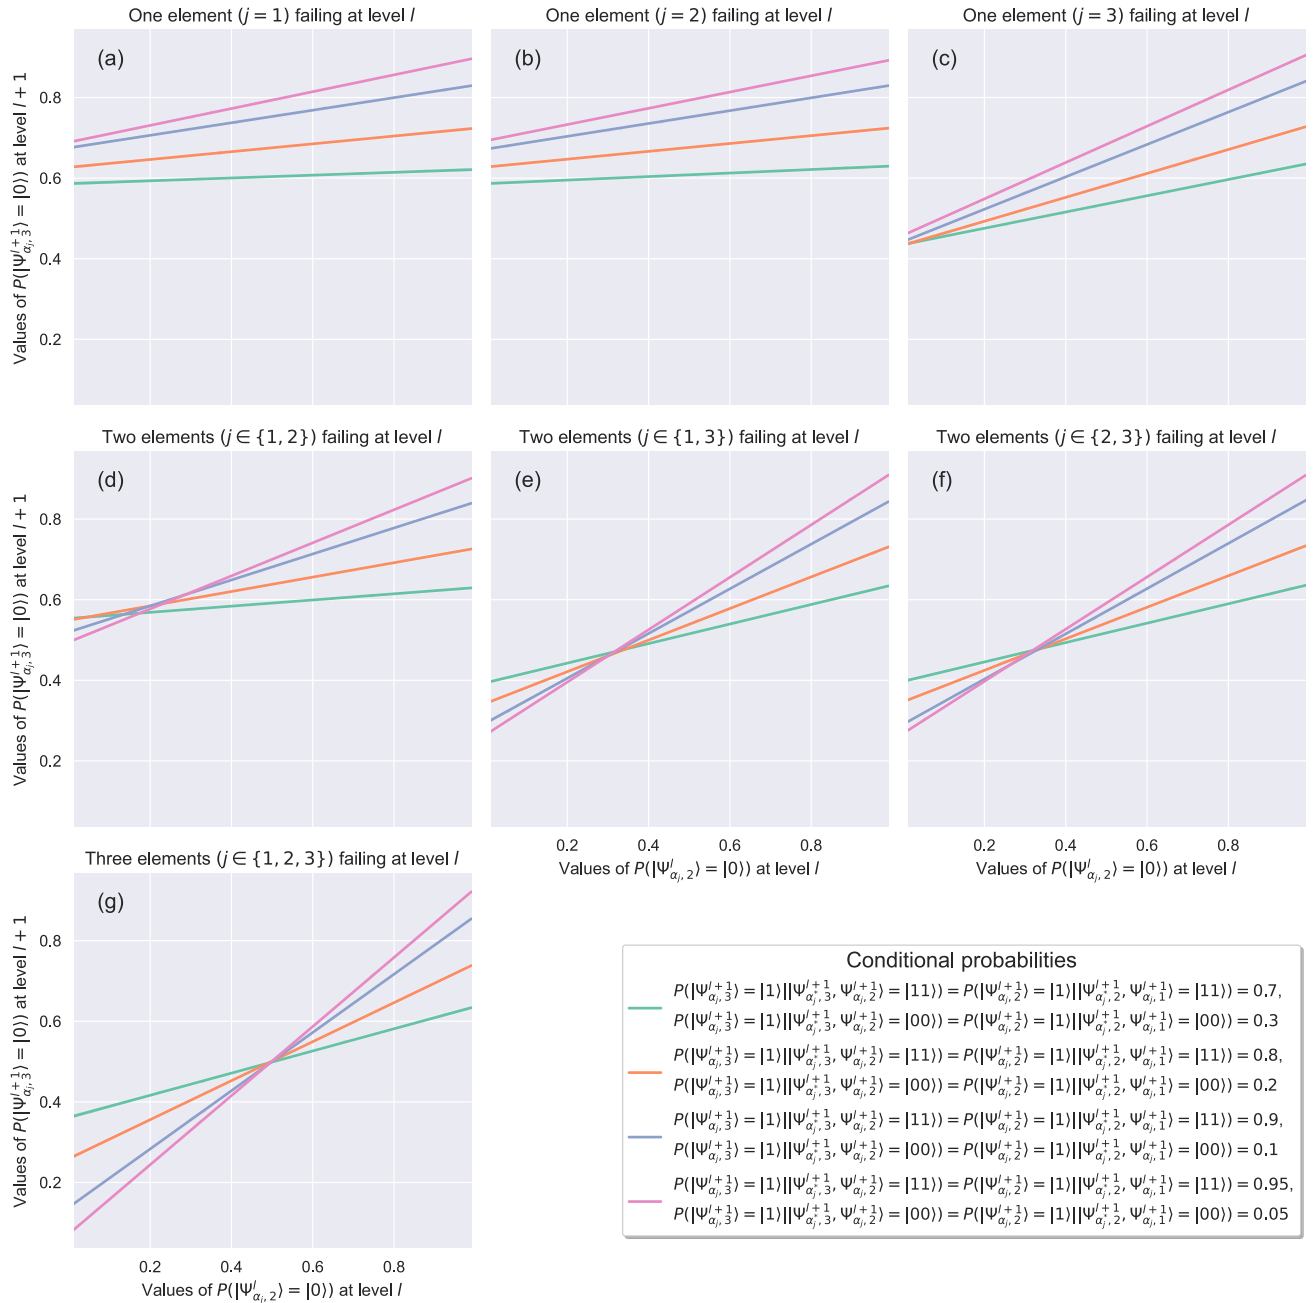 One element (j = 1) failing at level l
One element (j = 2) failing at level l
One element (j = 3) failing at level l
(a)
(b)
(c)
Values of P(|Ψ^{l+1}_{α_j, 3}⟩ = |0⟩) at level l + 1
0.8
0.6
0.4
0.2
Two elements (j ∈ {1, 2}) failing at level l
Two elements (j ∈ {1, 3}) failing at level l
Two elements (j ∈ {2, 3}) failing at level l
(d)
(e)
(f)
Values of P(|Ψ^{l+1}_{α_j, 3}⟩ = |0⟩) at level l + 1
0.8
0.6
0.4
0.2
0.2 0.4 0.6 0.8
Values of P(|Ψ^l_{α_j, 2}⟩ = |0⟩) at level l
0.2 0.4 0.6 0.8
Values of P(|Ψ^l_{α_j, 2}⟩ = |0⟩) at level l
Three elements (j ∈ {1, 2, 3}) failing at level l
(g)
Values of P(|Ψ^{l+1}_{α_j, 3}⟩ = |0⟩) at level l + 1
0.8
0.6
0.4
0.2
0.2 0.4 0.6 0.8
Values of P(|Ψ^l_{α_j, 2}⟩ = |0⟩) at level l
Conditional probabilities
P(|Ψ^{l+1}_{α_j, 3}⟩ = |1⟩||Ψ^{l+1}_{α_j^*, 3}, Ψ^{l+1}_{α_j, 2}⟩ = |11⟩) = P(|Ψ^{l+1}_{α_j, 2}⟩ = |1⟩||Ψ^{l+1}_{α_j^*, 2}, Ψ^{l+1}_{α_j, 1}⟩ = |11⟩) = 0.7,
P(|Ψ^{l+1}_{α_j, 3}⟩ = |1⟩||Ψ^{l+1}_{α_j^*, 3}, Ψ^{l+1}_{α_j, 2}⟩ = |00⟩) = P(|Ψ^{l+1}_{α_j, 2}⟩ = |1⟩||Ψ^{l+1}_{α_j^*, 2}, Ψ^{l+1}_{α_j, 1}⟩ = |00⟩) = 0.3
P(|Ψ^{l+1}_{α_j, 3}⟩ = |1⟩||Ψ^{l+1}_{α_j^*, 3}, Ψ^{l+1}_{α_j, 2}⟩ = |11⟩) = P(|Ψ^{l+1}_{α_j, 2}⟩ = |1⟩||Ψ^{l+1}_{α_j^*, 2}, Ψ^{l+1}_{α_j, 1}⟩ = |11⟩) = 0.8,
P(|Ψ^{l+1}_{α_j, 3}⟩ = |1⟩||Ψ^{l+1}_{α_j^*, 3}, Ψ^{l+1}_{α_j, 2}⟩ = |00⟩) = P(|Ψ^{l+1}_{α_j, 2}⟩ = |1⟩||Ψ^{l+1}_{α_j^*, 2}, Ψ^{l+1}_{α_j, 1}⟩ = |00⟩) = 0.2
P(|Ψ^{l+1}_{α_j, 3}⟩ = |1⟩||Ψ^{l+1}_{α_j^*, 3}, Ψ^{l+1}_{α_j, 2}⟩ = |11⟩) = P(|Ψ^{l+1}_{α_j, 2}⟩ = |1⟩||Ψ^{l+1}_{α_j^*, 2}, Ψ^{l+1}_{α_j, 1}⟩ = |11⟩) = 0.9,
P(|Ψ^{l+1}_{α_j, 3}⟩ = |1⟩||Ψ^{l+1}_{α_j^*, 3}, Ψ^{l+1}_{α_j, 2}⟩ = |00⟩) = P(|Ψ^{l+1}_{α_j, 2}⟩ = |1⟩||Ψ^{l+1}_{α_j^*, 2}, Ψ^{l+1}_{α_j, 1}⟩ = |00⟩) = 0.1
P(|Ψ^{l+1}_{α_j, 3}⟩ = |1⟩||Ψ^{l+1}_{α_j^*, 3}, Ψ^{l+1}_{α_j, 2}⟩ = |11⟩) = P(|Ψ^{l+1}_{α_j, 2}⟩ = |1⟩||Ψ^{l+1}_{α_j^*, 2}, Ψ^{l+1}_{α_j, 1}⟩ = |11⟩) = 0.95,
P(|Ψ^{l+1}_{α_j, 3}⟩ = |1⟩||Ψ^{l+1}_{α_j^*, 3}, Ψ^{l+1}_{α_j, 2}⟩ = |00⟩) = P(|Ψ^{l+1}_{α_j, 2}⟩ = |1⟩||Ψ^{l+1}_{α_j^*, 2}, Ψ^{l+1}_{α_j, 1}⟩ = |00⟩) = 0.05